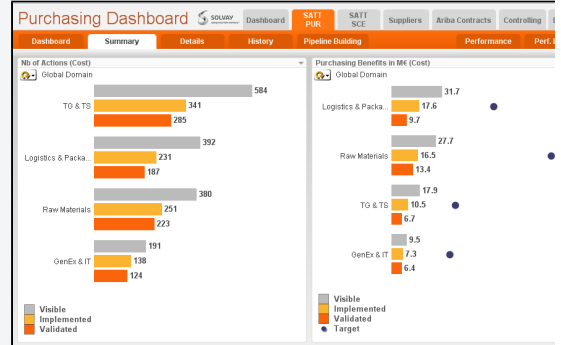 Purchasing Dashboard SOLVAY Dashboard SATT PUR SATT SCE Suppliers Ariba Contracts Controlling
Dashboard Summary Details History Pipeline Building Performance Perf.
Nb of Actions (Cost)
Global Domain
584
TG & TS 341
285
392
Logistics & Packa... 231
187
380
Raw Materials 251
223
191
GenEx & IT 138
124
Visible
Implemented
Validated
Purchasing Benefits in M€ (Cost)
Global Domain
31.7
Logistics & Packa... 17.6
9.7
27.7
Raw Materials 16.5
13.4
17.9
TG & TS 10.5
6.7
9.5
GenEx & IT 7.3
6.4
Visible
Implemented
Validated
Target